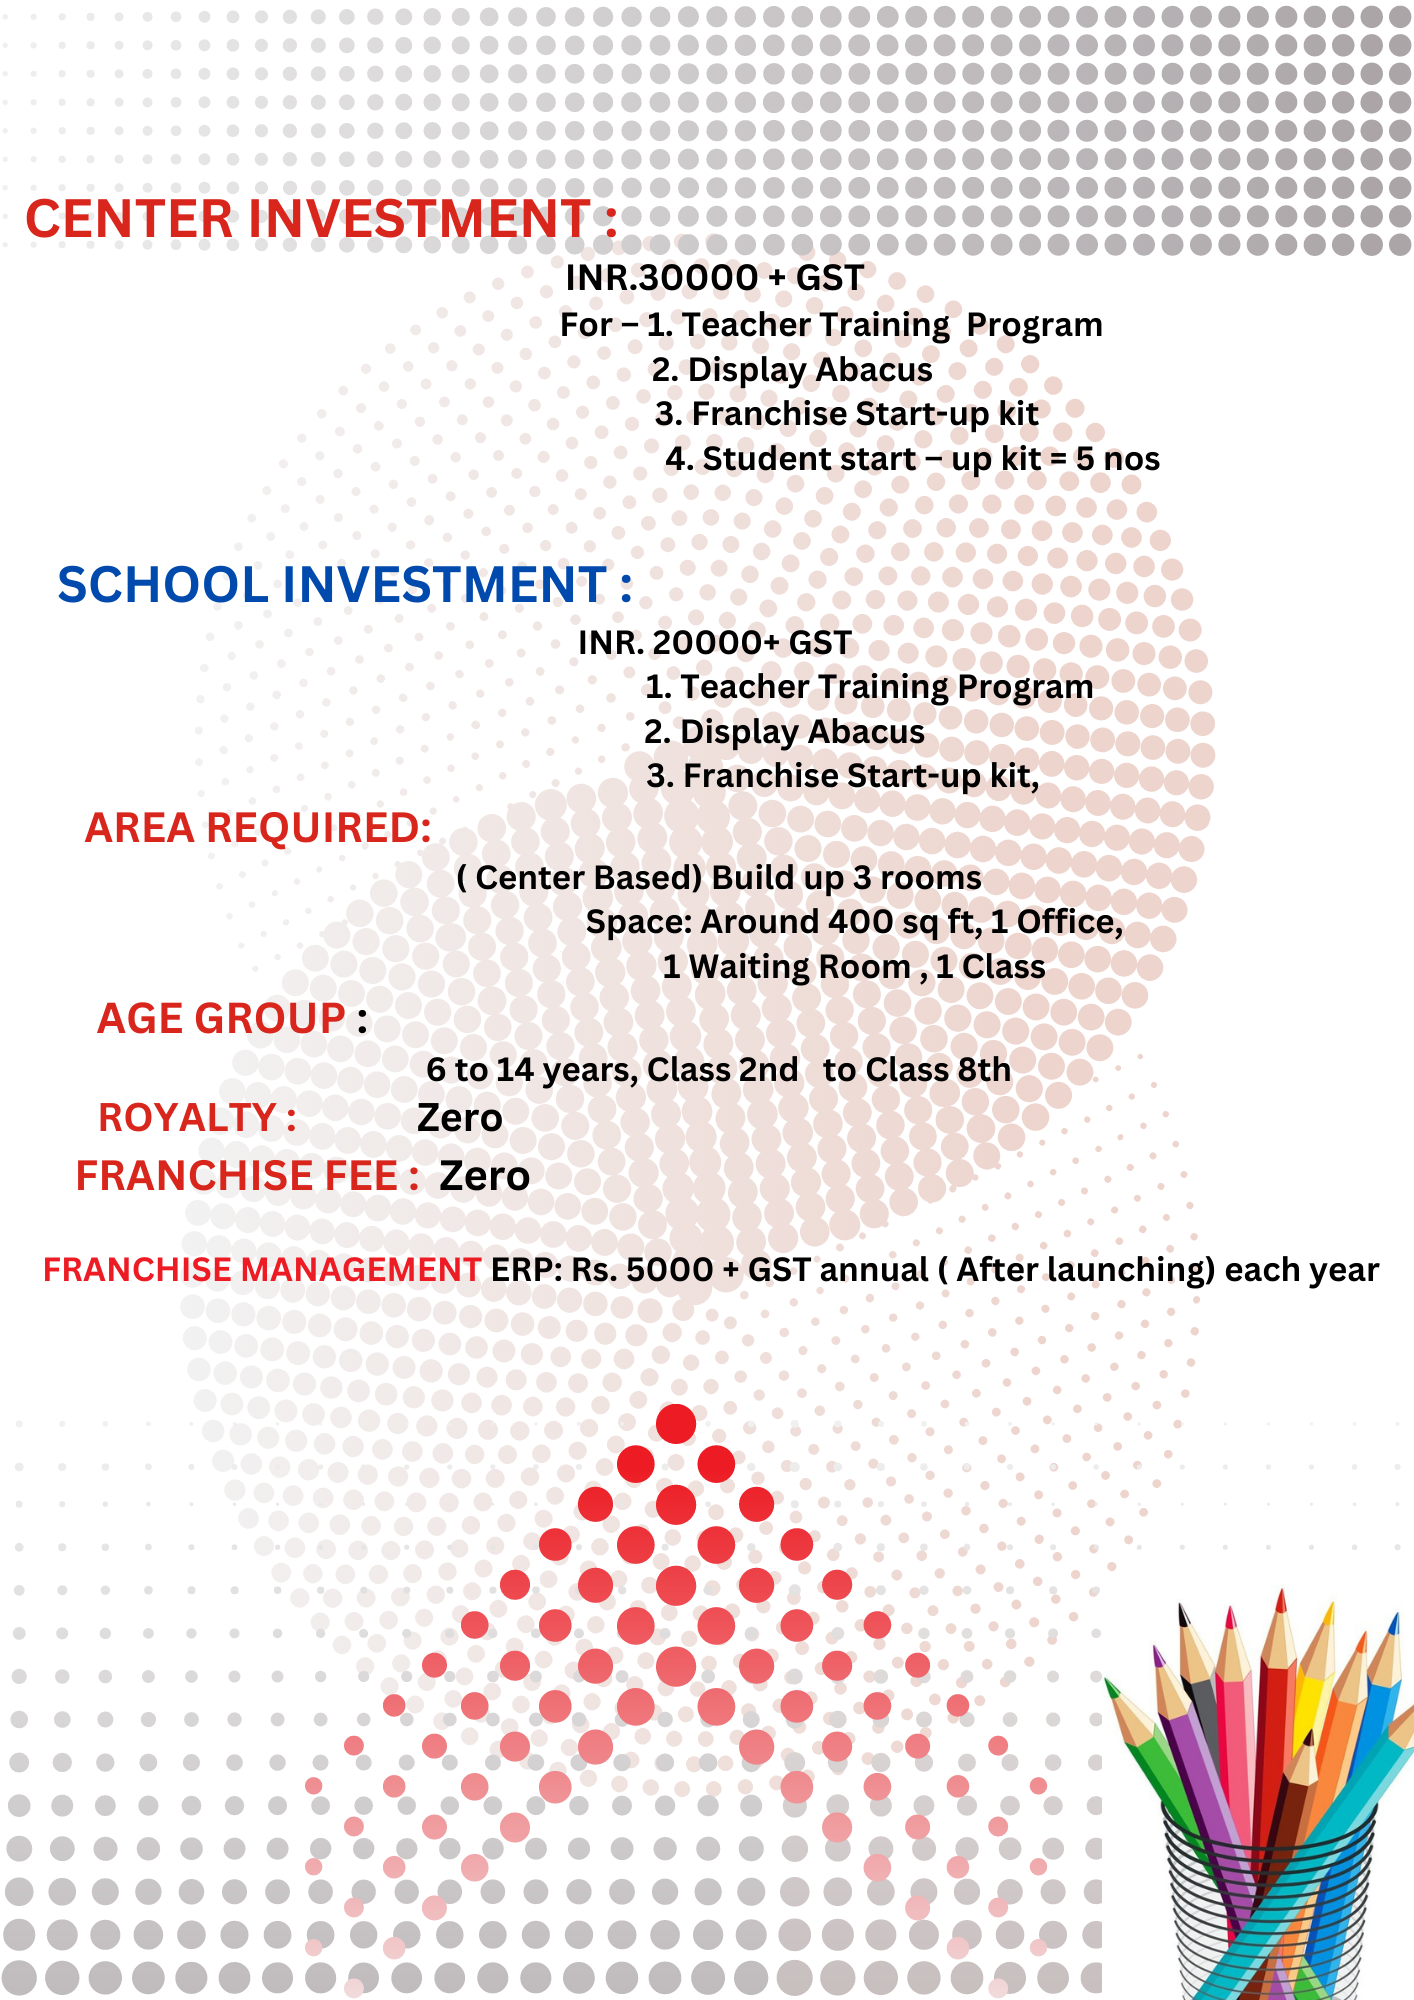 CENTER INVESTMENT :
INR.30000 + GST
For – 1. Teacher Training Program
2. Display Abacus
3. Franchise Start-up kit
4. Student start – up kit = 5 nos
SCHOOL INVESTMENT :
INR. 20000+ GST
1. Teacher Training Program
2. Display Abacus
3. Franchise Start-up kit,
AREA REQUIRED:
( Center Based) Build up 3 rooms
Space: Around 400 sq ft, 1 Office,
1 Waiting Room , 1 Class
AGE GROUP :
6 to 14 years, Class 2nd to Class 8th
ROYALTY : Zero
FRANCHISE FEE : Zero
FRANCHISE MANAGEMENT ERP: Rs. 5000 + GST annual ( After launching) each year